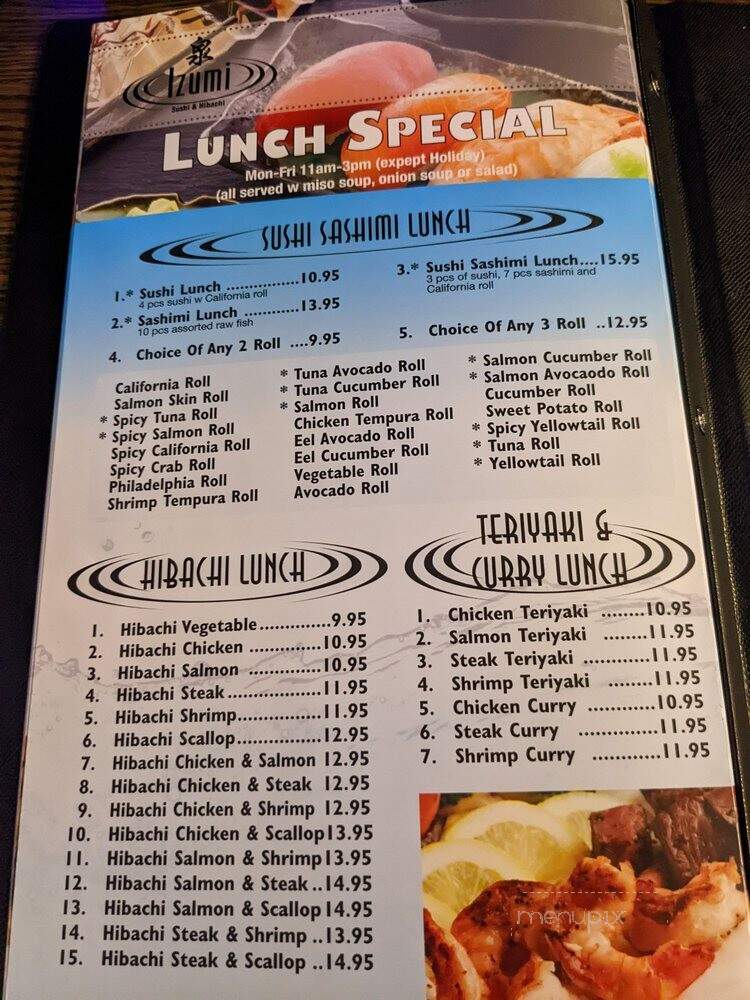 泉
Izumi
Sushi & Hibachi
LUNCH SPECIAL
Mon-Fri 11am-3pm (expept Holiday)
(all served w miso soup, onion soup or salad)
SUSHI SASHIMI LUNCH
1.* Sushi Lunch ...............10.95
4 pcs sushi w California roll
2.* Sashimi Lunch ............13.95
10 pcs assorted raw fish
3.* Sushi Sashimi Lunch....15.95
3 pcs of sushi, 7 pcs sashimi and
California roll
4. Choice Of Any 2 Roll ....9.95
5. Choice Of Any 3 Roll ..12.95
California Roll
Salmon Skin Roll
* Spicy Tuna Roll
* Spicy Salmon Roll
Spicy California Roll
Spicy Crab Roll
Philadelphia Roll
Shrimp Tempura Roll
* Tuna Avocado Roll
* Tuna Cucumber Roll
* Salmon Roll
Chicken Tempura Roll
Eel Avocado Roll
Eel Cucumber Roll
Vegetable Roll
Avocado Roll
* Salmon Cucumber Roll
* Salmon Avocaodo Roll
Cucumber Roll
Sweet Potato Roll
* Spicy Yellowtail Roll
* Tuna Roll
* Yellowtail Roll
HIBACHI LUNCH
1. Hibachi Vegetable.............9.95
2. Hibachi Chicken .............10.95
3. Hibachi Salmon .............10.95
4. Hibachi Steak.................11.95
5. Hibachi Shrimp...............11.95
6. Hibachi Scallop...............12.95
7. Hibachi Chicken & Salmon 12.95
8. Hibachi Chicken & Steak 12.95
9. Hibachi Chicken & Shrimp 12.95
10. Hibachi Chicken & Scallop13.95
11. Hibachi Salmon & Shrimp13.95
12. Hibachi Salmon & Steak..14.95
13. Hibachi Salmon & Scallop14.95
14. Hibachi Steak & Shrimp ..13.95
15. Hibachi Steak & Scallop ..14.95
TERIYAKI &
CURRY LUNCH
1. Chicken Teriyaki ........10.95
2. Salmon Teriyaki ........11.95
3. Steak Teriyaki ............11.95
4. Shrimp Teriyaki ........11.95
5. Chicken Curry ............10.95
6. Steak Curry ..............11.95
7. Shrimp Curry ............11.95
menupix